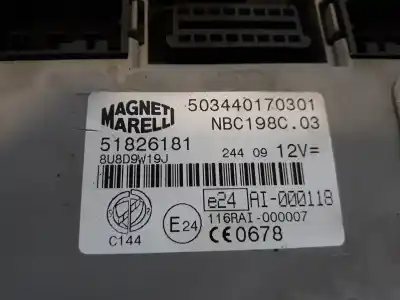 MAGNETI
MARELLI
503440170301
NBC198C.03
51826181
8U8D9W19J
244 09 12V=
e24 AI-000118
116RAI-000007
C144
E24
CE0678